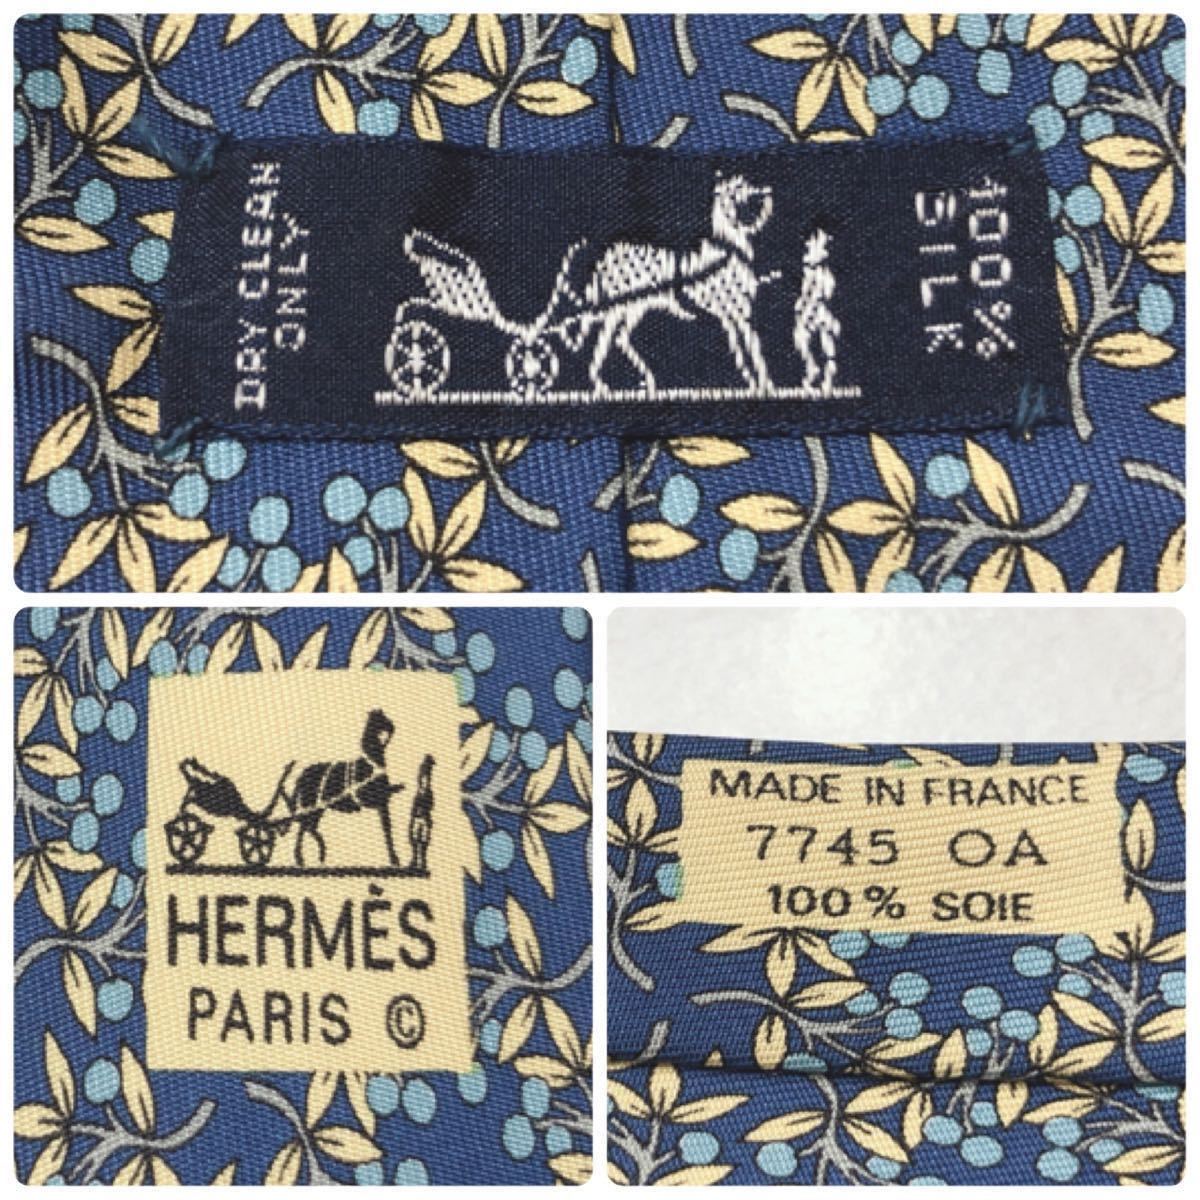 DRY CLEAN
ONLY
100%
SILK
HERMÈS
PARIS ©
MADE IN FRANCE
7745 OA
100% SOIE